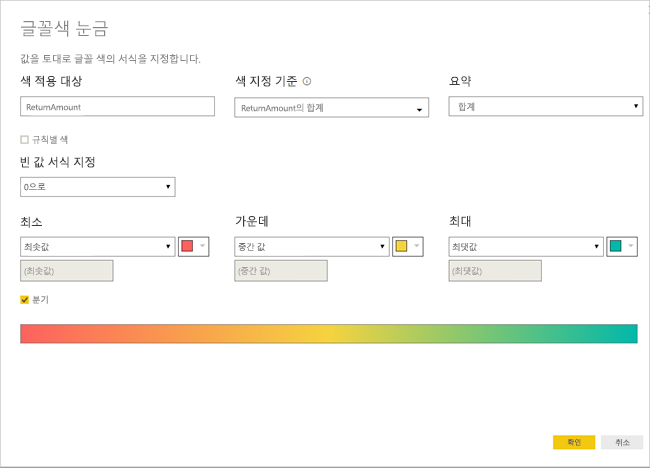 글꼴색 눈금
값을 토대로 글꼴 색의 서식을 지정합니다.
색 적용 대상 색 지정 기준 요약
ReturnAmount ReturnAmount의 합계 합계
규칙별 색
빈 값 서식 지정
0으로
최소 가운데 최대
최솟값 중간 값 최댓값
(최솟값) (중간 값) (최댓값)
분기
확인 취소